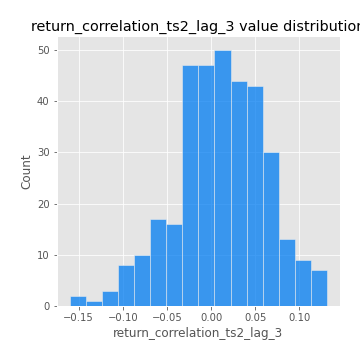 return_correlation_ts2_lag_3 value distribution
50
40
30
20
10
0
Count
−0.15 −0.10 −0.05 0.00 0.05 0.10
return_correlation_ts2_lag_3